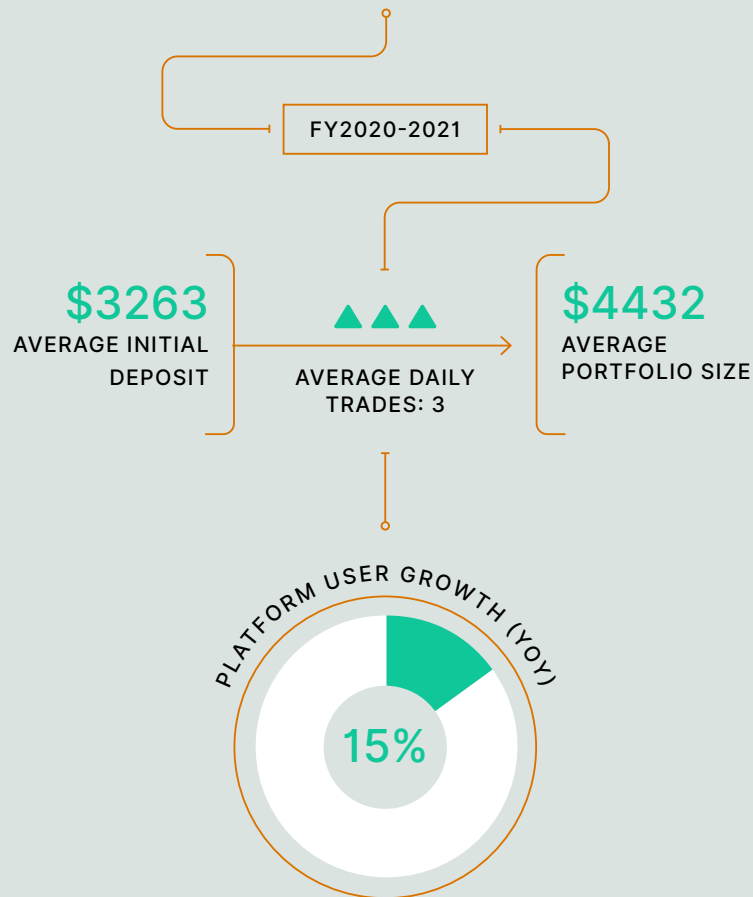 FY2020-2021
$3263
AVERAGE INITIAL
DEPOSIT
AVERAGE DAILY
TRADES: 3
$4432
AVERAGE
PORTFOLIO SIZE
PLATFORM USER GROWTH (YOY)
15%